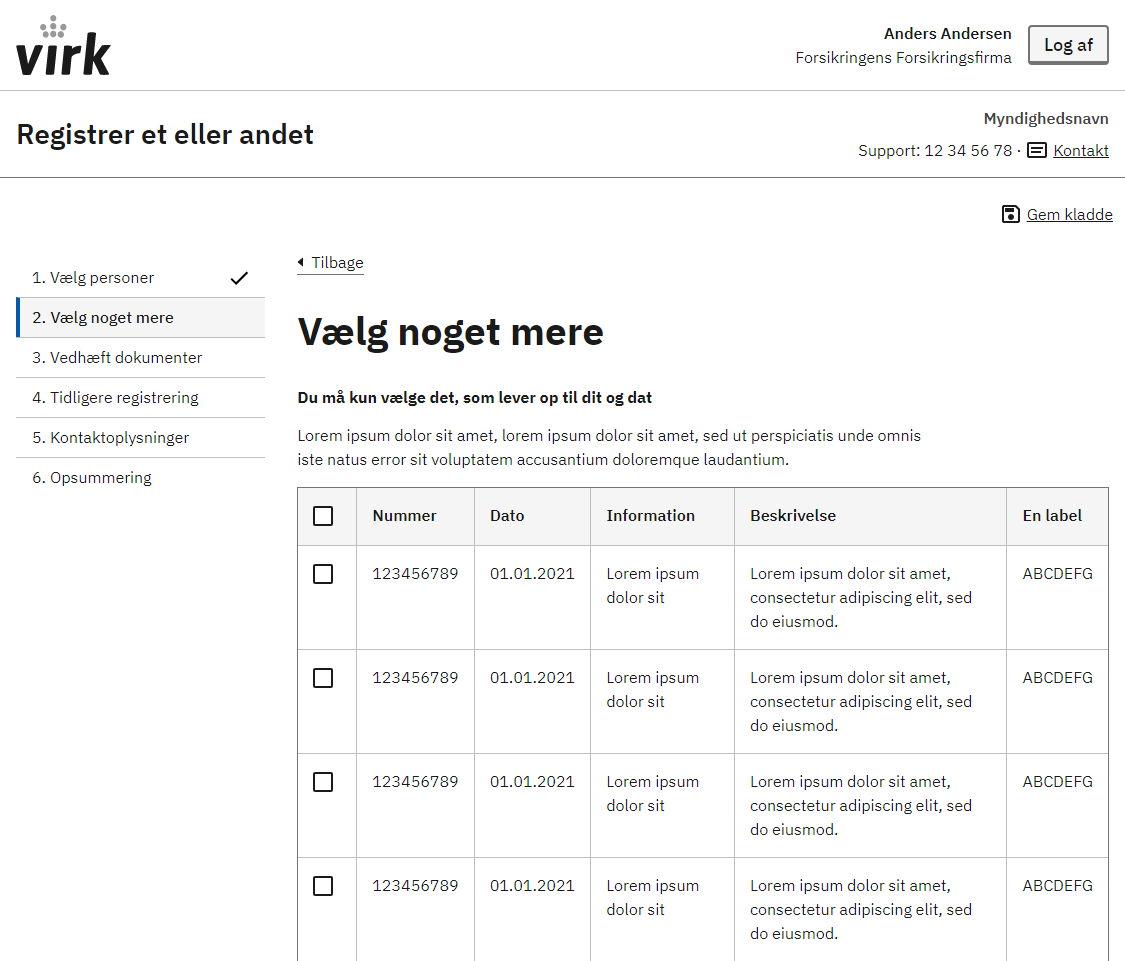 virk
Anders Andersen
Forsikringens Forsikringsfirma
Log af
Registrer et eller andet
Myndighedsnavn
Support: 12 34 56 78 · Kontakt
Gem kladde
1. Vælg personer
2. Vælg noget mere
3. Vedhæft dokumenter
4. Tidligere registrering
5. Kontaktoplysninger
6. Opsummering
Tilbage
Vælg noget mere
Du må kun vælge det, som lever op til dit og dat
Lorem ipsum dolor sit amet, lorem ipsum dolor sit amet, sed ut perspiciatis unde omnis
iste natus error sit voluptatem accusantium doloremque laudantium.
Nummer Dato Information Beskrivelse En label
123456789 01.01.2021 Lorem ipsum Lorem ipsum dolor sit amet, ABCDEFG
dolor sit consectetur adipiscing elit, sed
do eiusmod.
123456789 01.01.2021 Lorem ipsum Lorem ipsum dolor sit amet, ABCDEFG
dolor sit consectetur adipiscing elit, sed
do eiusmod.
123456789 01.01.2021 Lorem ipsum Lorem ipsum dolor sit amet, ABCDEFG
dolor sit consectetur adipiscing elit, sed
do eiusmod.
123456789 01.01.2021 Lorem ipsum Lorem ipsum dolor sit amet, ABCDEFG
dolor sit consectetur adipiscing elit, sed
do eiusmod.